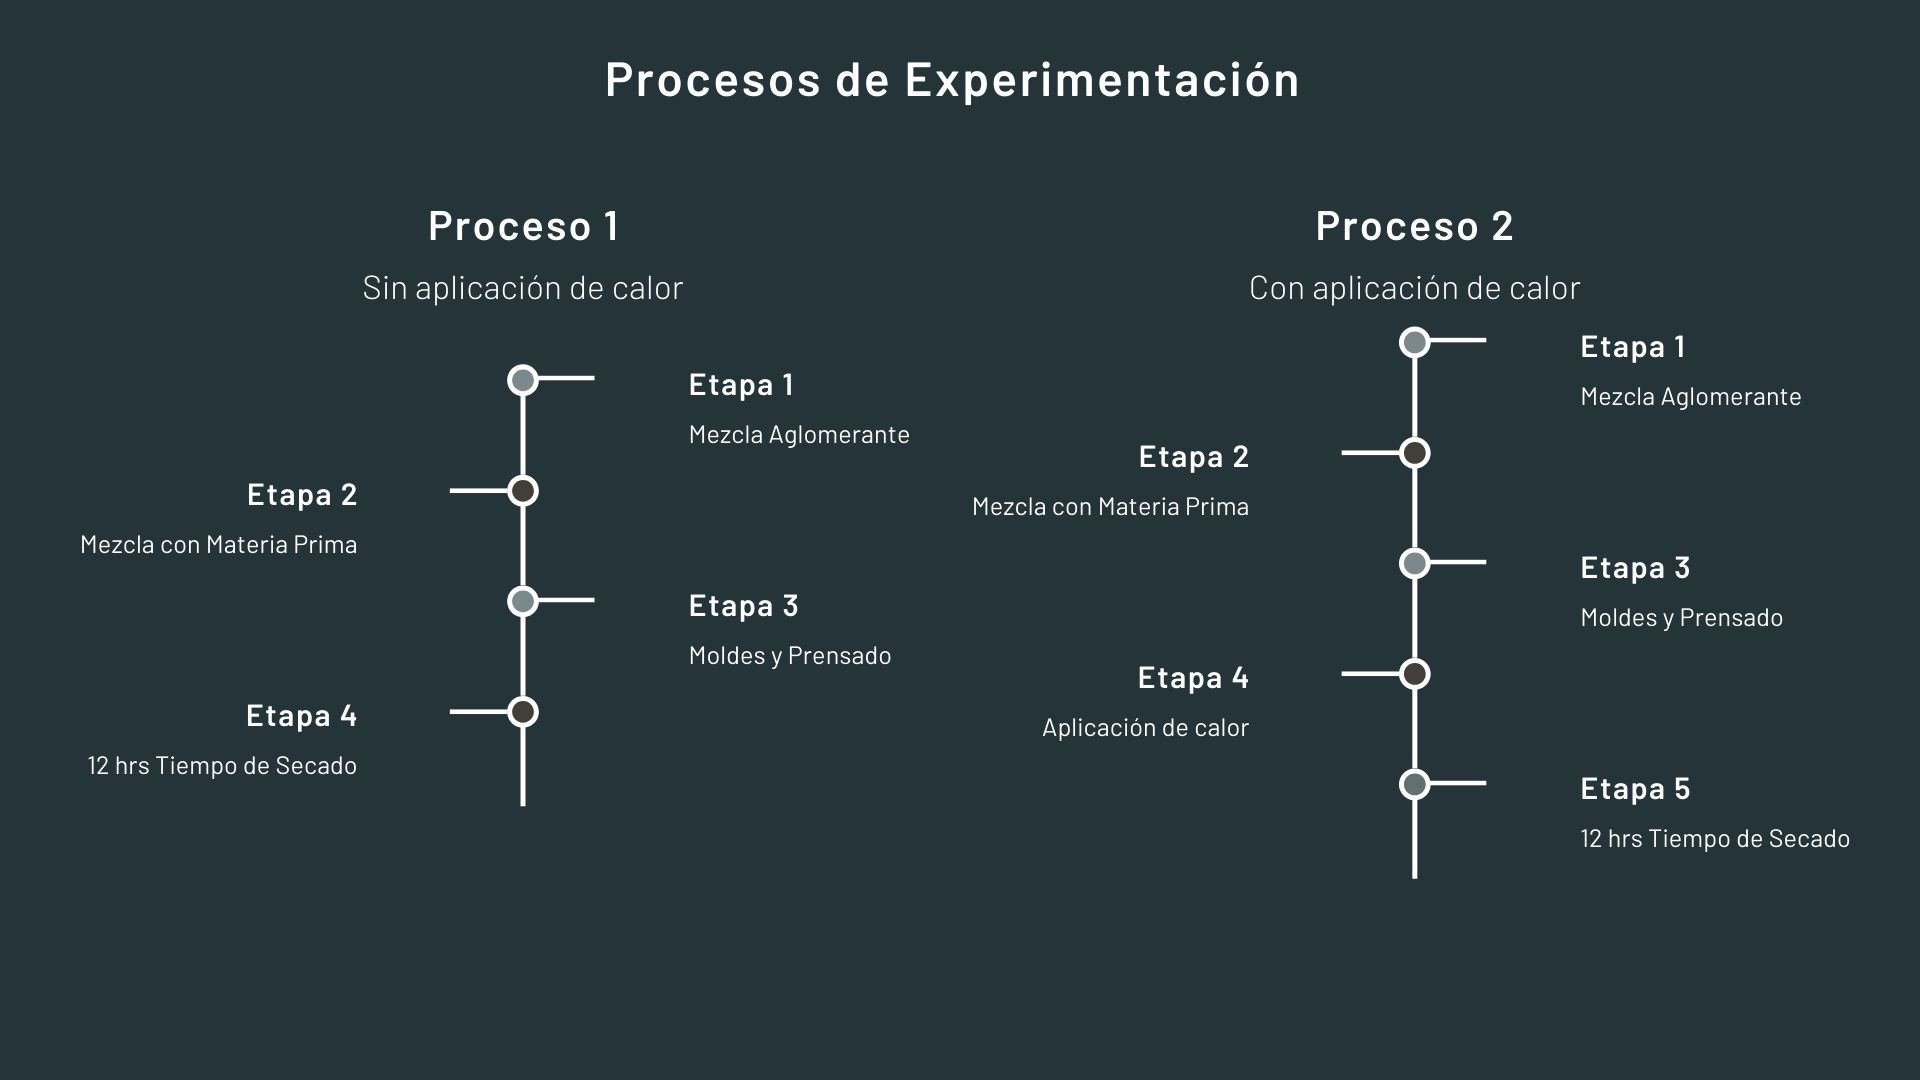 Procesos de Experimentación
Proceso 1
Sin aplicación de calor
Etapa 1
Mezcla Aglomerante
Etapa 2
Mezcla con Materia Prima
Etapa 3
Moldes y Prensado
Etapa 4
12 hrs Tiempo de Secado
Proceso 2
Con aplicación de calor
Etapa 1
Mezcla Aglomerante
Etapa 2
Mezcla con Materia Prima
Etapa 3
Moldes y Prensado
Etapa 4
Aplicación de calor
Etapa 5
12 hrs Tiempo de Secado